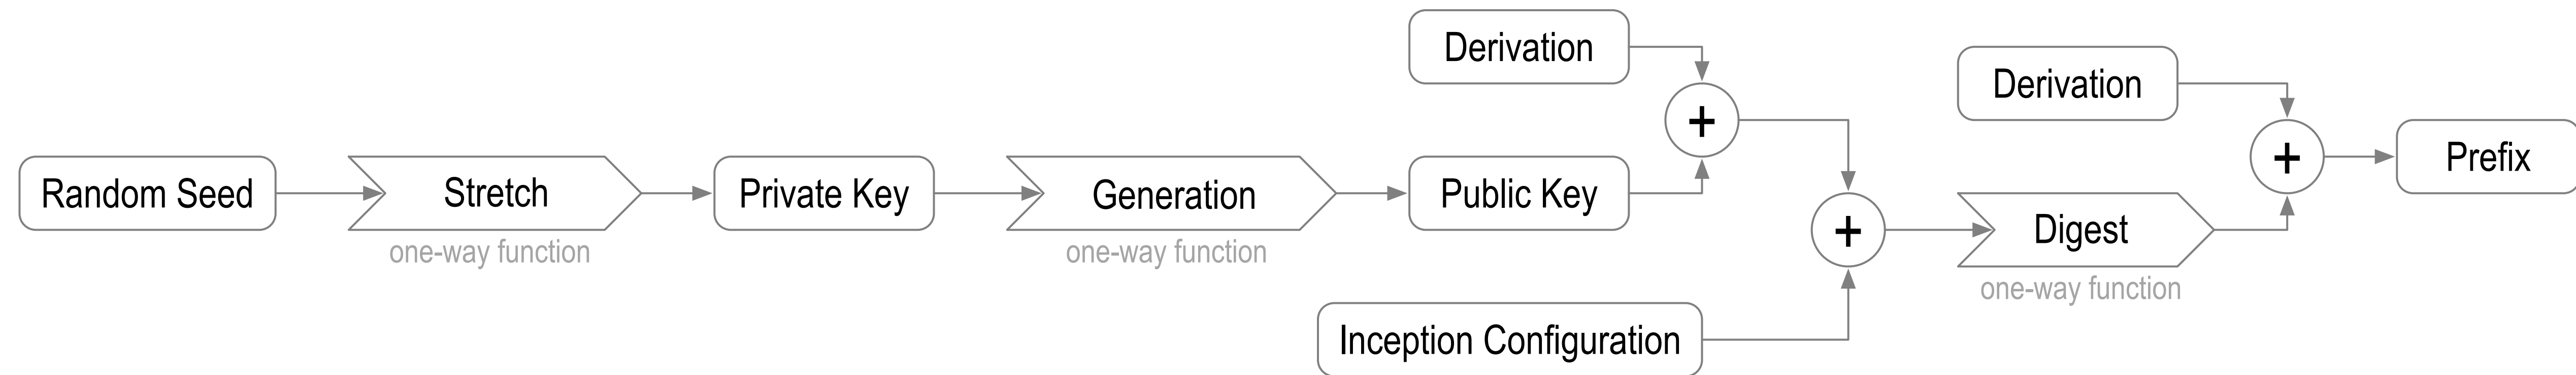 Random Seed
Stretch
one-way function
Private Key
Generation
one-way function
Derivation
Public Key
+
Inception Configuration
+
Digest
one-way function
Derivation
+
Prefix